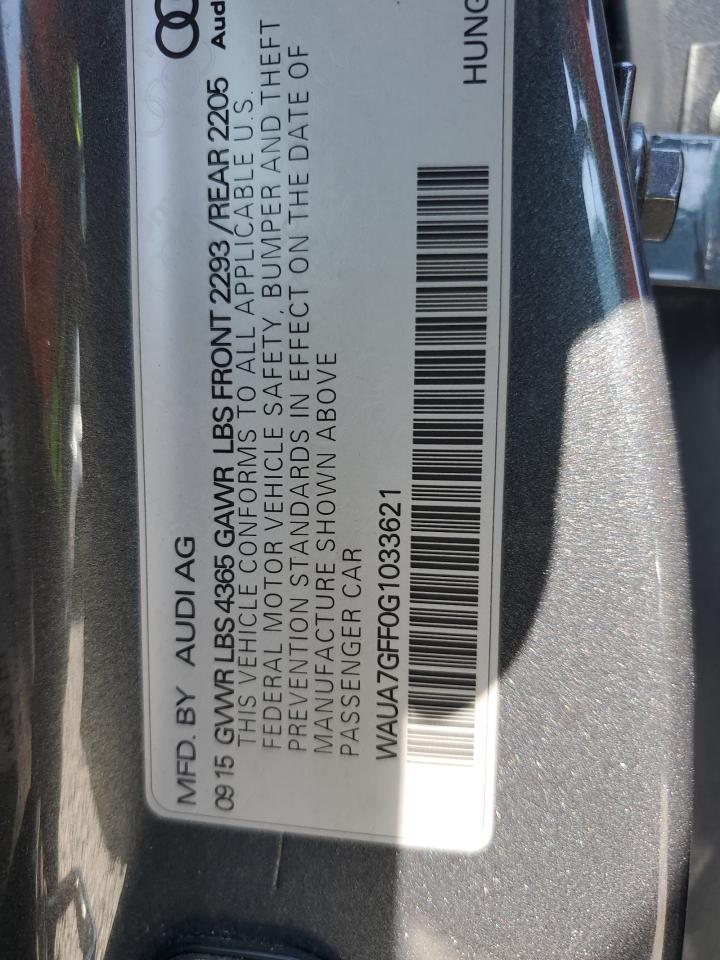 MFD. BY AUDI AG
09 15 GVWR LBS 4365 GAWR LBS FRONT 2293 /REAR 2205
THIS VEHICLE CONFORMS TO ALL APPLICABLE U.S.
FEDERAL MOTOR VEHICLE SAFETY, BUMPER AND THEFT
PREVENTION STANDARDS IN EFFECT ON THE DATE OF
MANUFACTURE SHOWN ABOVE
PASSENGER CAR
WAUA7GFF0G1033621
Aud
HUNG